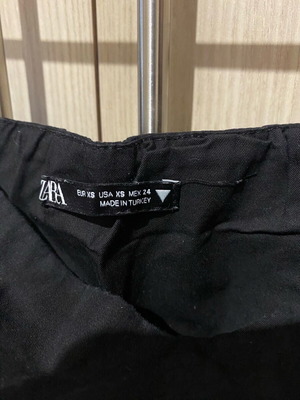 ZARA
EUR XS USA XS MEX 24
MADE IN TURKEY